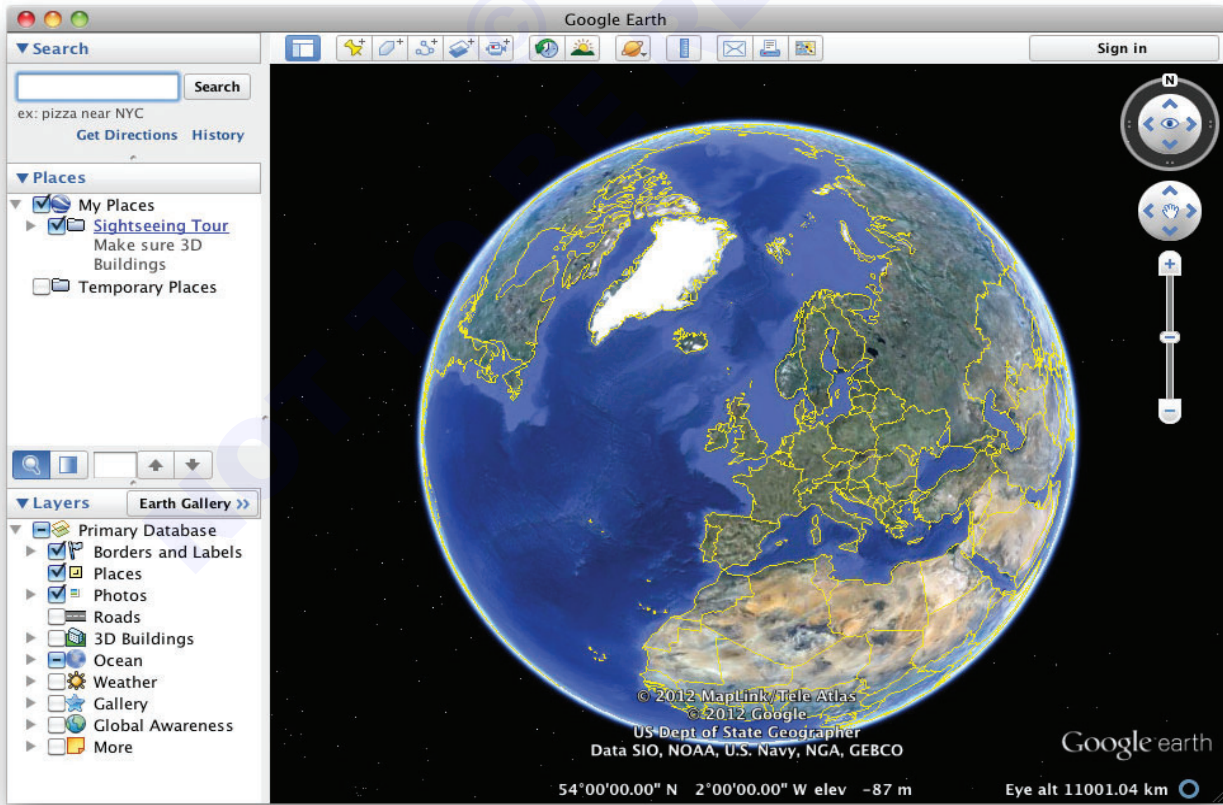 Google Earth
Search
Sign in
Search
ex: pizza near NYC
Get Directions History
Places
My Places
Sightseeing Tour
Make sure 3D
Buildings
Temporary Places
Layers
Earth Gallery >>
Primary Database
Borders and Labels
Places
Photos
Roads
3D Buildings
Ocean
Weather
Gallery
Global Awareness
More
N
© 2012 MapLink/Tele Atlas
© 2012 Google
US Dept of State Geographer
Data SIO, NOAA, U.S. Navy, NGA, GEBCO
Google earth
54°00'00.00" N 2°00'00.00" W elev -87 m
Eye alt 11001.04 km